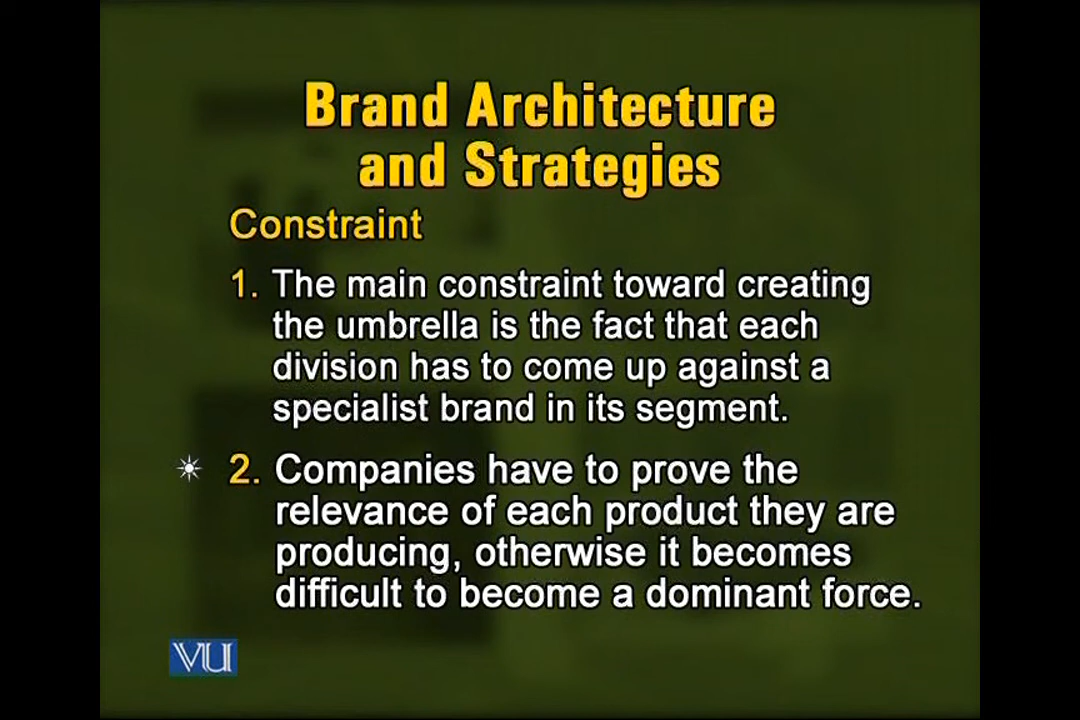 Brand Architecture
and Strategies
Constraint
1. The main constraint toward creating
the umbrella is the fact that each
division has to come up against a
specialist brand in its segment.
2. Companies have to prove the
relevance of each product they are
producing, otherwise it becomes
difficult to become a dominant force.
VU